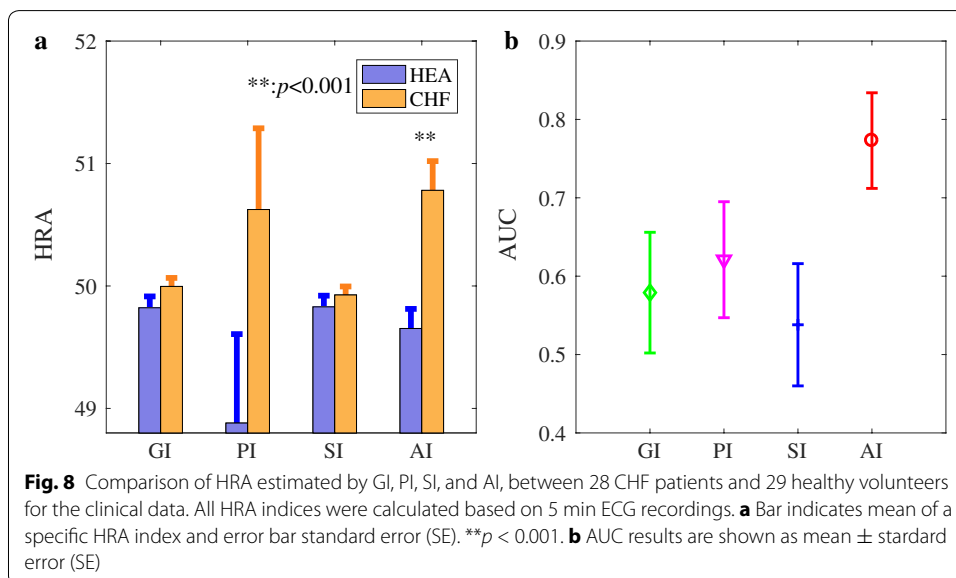 a
52
51
50
49
HRA
**:p<0.001
HEA
CHF
**
GI PI SI AI
b
0.9
0.8
0.7
0.6
0.5
0.4
AUC
GI PI SI AI
Fig. 8 Comparison of HRA estimated by GI, PI, SI, and AI, between 28 CHF patients and 29 healthy volunteers
for the clinical data. All HRA indices were calculated based on 5 min ECG recordings. a Bar indicates mean of a
specific HRA index and error bar standard error (SE). **p < 0.001. b AUC results are shown as mean ± stardard
error (SE)